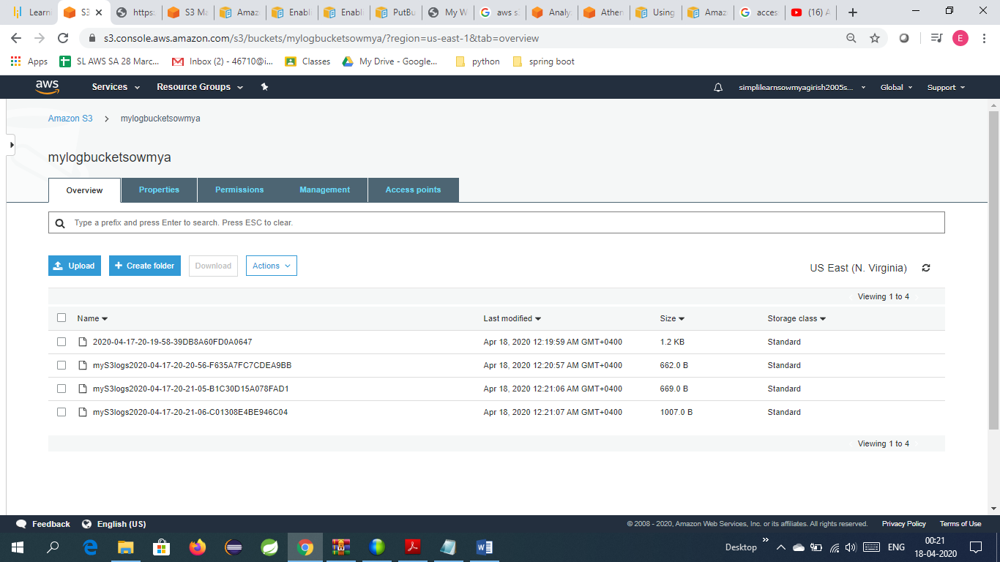 Learn
S3
https:
S3 Ma
Amaz
Enabli
Enabli
PutBu
My W
aws s
Analy
Athen
Using
Amaz
acces
(16) A
s3.console.aws.amazon.com/s3/buckets/mylogbucketsowmya/?region=us-east-1&tab=overview
E
Apps
SL AWS SA 28 Marc...
Inbox (2) - 46710@i...
Classes
My Drive - Google...
python
spring boot
aws
Services
Resource Groups
simplilearnsowmyagirish2005s...
Global
Support
Amazon S3
mylogbucketsowmya
mylogbucketsowmya
Overview
Properties
Permissions
Management
Access points
Type a prefix and press Enter to search. Press ESC to clear.
Upload
+ Create folder
Download
Actions
US East (N. Virginia)
Viewing 1 to 4
Name
Last modified
Size
Storage class
2020-04-17-20-19-58-39DB8A60FD0A0647
Apr 18, 2020 12:19:59 AM GMT+0400
1.2 KB
Standard
myS3logs2020-04-17-20-20-56-F635A7FC7CDEA9BB
Apr 18, 2020 12:20:57 AM GMT+0400
662.0 B
Standard
myS3logs2020-04-17-20-21-05-B1C30D15A078FAD1
Apr 18, 2020 12:21:06 AM GMT+0400
669.0 B
Standard
myS3logs2020-04-17-20-21-06-C01308E4BE946C04
Apr 18, 2020 12:21:07 AM GMT+0400
1007.0 B
Standard
Viewing 1 to 4
Feedback
English (US)
© 2008 - 2020, Amazon Web Services, Inc. or its affiliates. All rights reserved.
Privacy Policy
Terms of Use
Desktop
ENG
00:21
18-04-2020